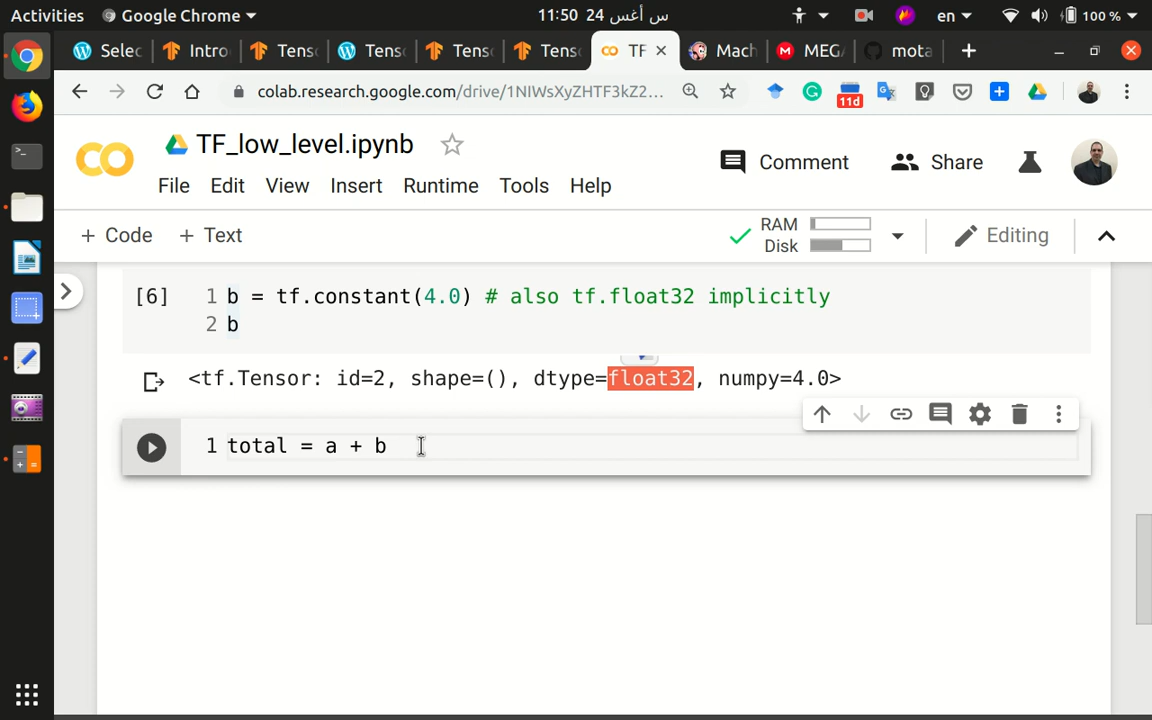 Activities Google Chrome 11:50 24 س أغس en 100 %
Selec Intro Tens Tens Tens Tens TF Mach MEGA mota
colab.research.google.com/drive/1NIWsXyZHTF3kZ2... 11d
TF_low_level.ipynb Comment Share
File Edit View Insert Runtime Tools Help
+ Code + Text RAM Disk Editing
[6] 1 b = tf.constant(4.0) # also tf.float32 implicitly
2 b
<tf.Tensor: id=2, shape=(), dtype=float32, numpy=4.0>
1 total = a + b